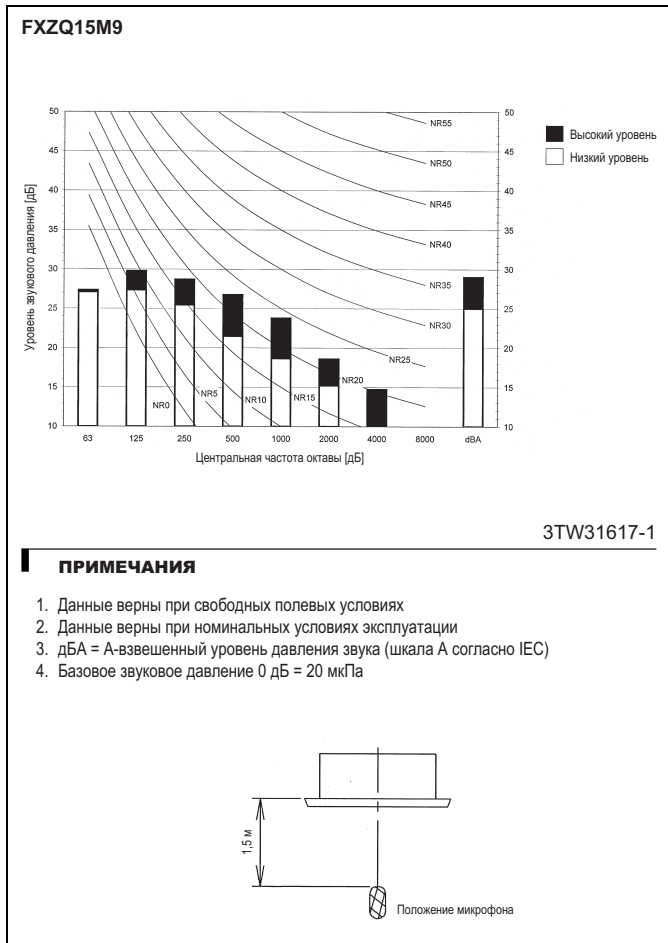 FXZQ15M9
Уровень звукового давления [дБ]
50
45
40
35
30
25
20
15
10
50
45
40
35
30
25
20
15
10
NR55
NR50
NR45
NR40
NR35
NR30
NR25
NR20
NR15
NR10
NR5
NR0
63 125 250 500 1000 2000 4000 8000 dBA
Центральная частота октавы [дБ]
Высокий уровень
Низкий уровень
3TW31617-1
ПРИМЕЧАНИЯ
1. Данные верны при свободных полевых условиях
2. Данные верны при номинальных условиях эксплуатации
3. дБА = А-взвешенный уровень давления звука (шкала А согласно IEC)
4. Базовое звуковое давление 0 дБ = 20 мкПа
1,5 м
Положение микрофона